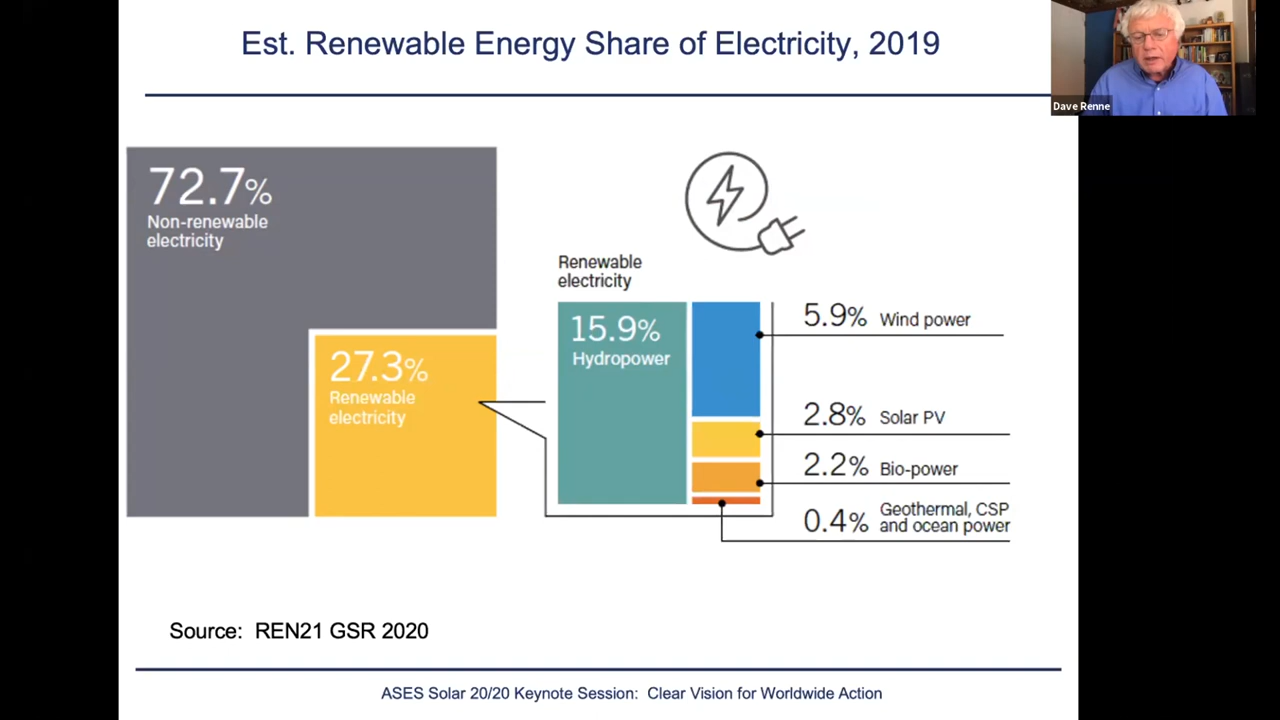 Est. Renewable Energy Share of Electricity, 2019
Dave Renne
72.7%
Non-renewable
electricity
27.3%
Renewable
electricity
Renewable
electricity
15.9%
Hydropower
5.9% Wind power
2.8% Solar PV
2.2% Bio-power
0.4% Geothermal, CSP
and ocean power
Source: REN21 GSR 2020
ASES Solar 20/20 Keynote Session: Clear Vision for Worldwide Action